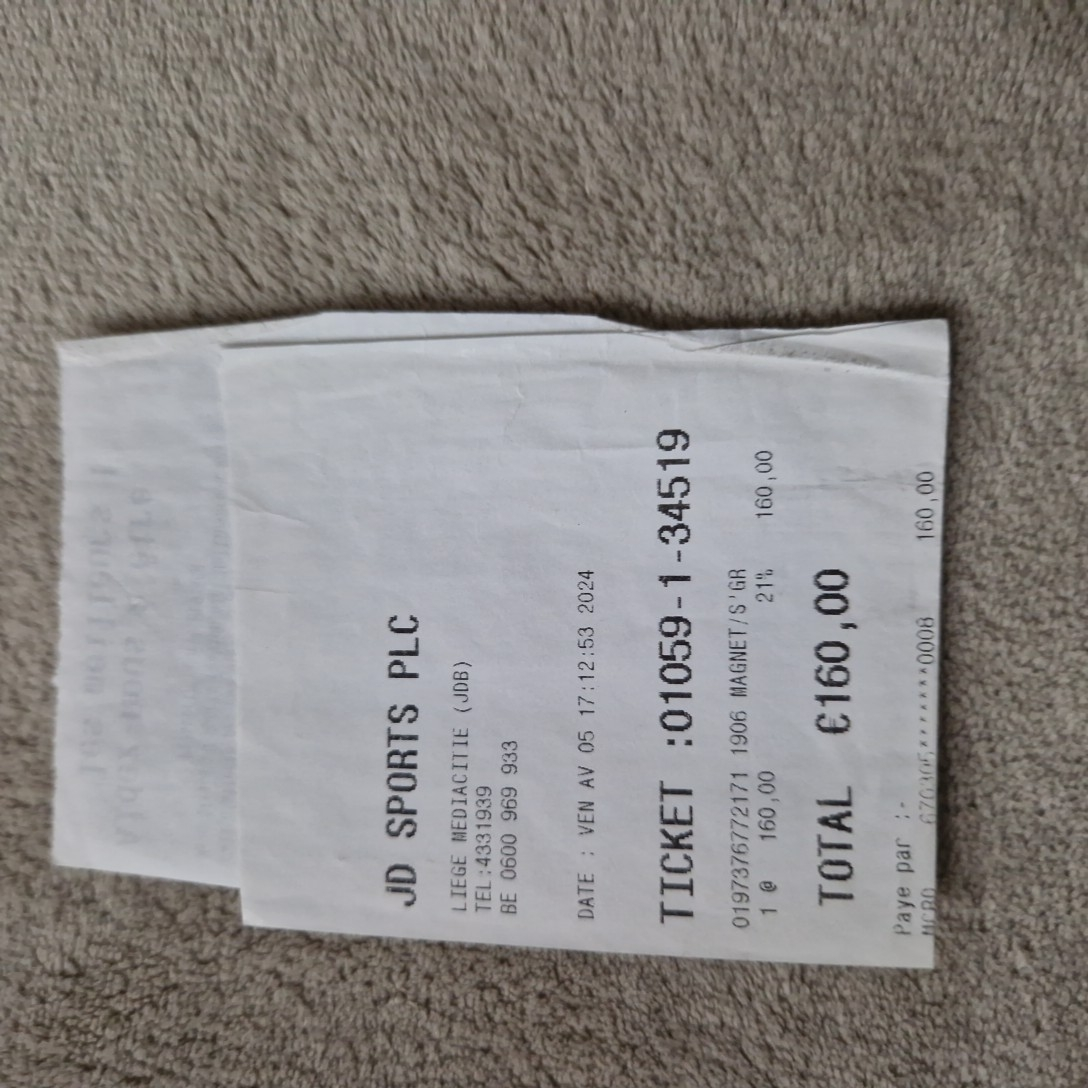 JD SPORTS PLC
LIEGE MEDIACITIE (JDB)
TEL:4331939
BE 0600 969 933
DATE : VEN AV 05 17:12:53 2024
TICKET :01059-1-34519
0197376772171 1906 MAGNET/S'GR
1 @ 160,00 21% 160,00
TOTAL €160,00
Paye par :-
MCRO 160,00